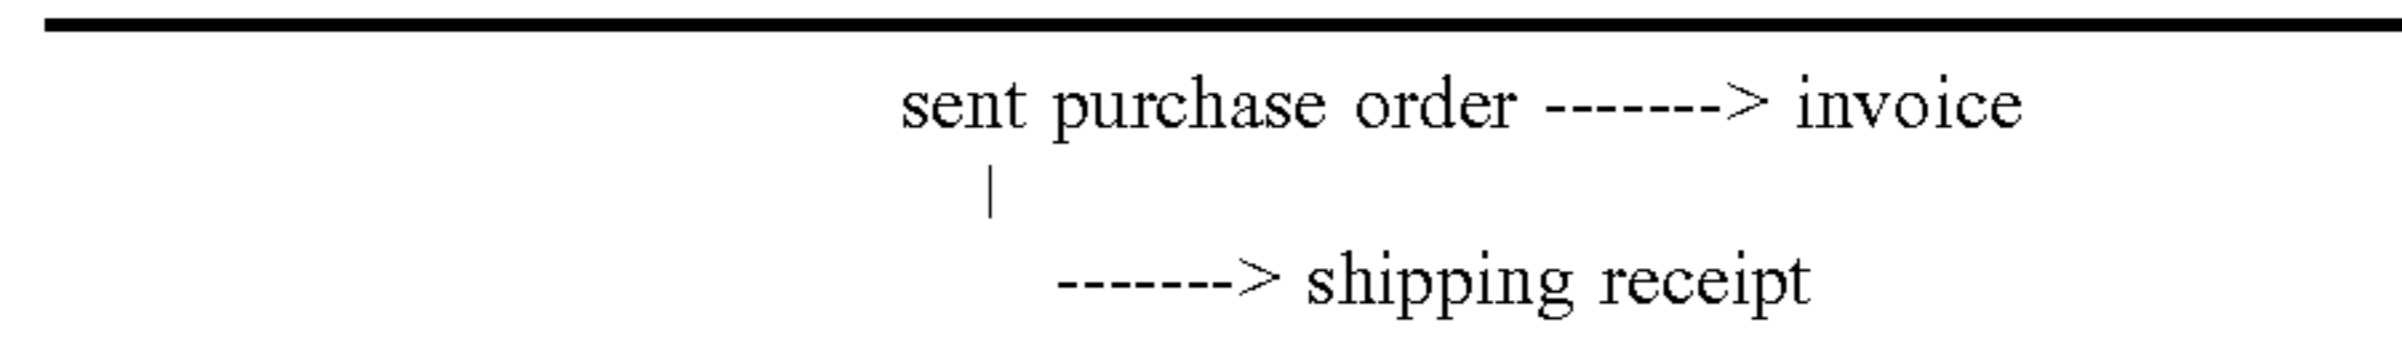 sent purchase order -------> invoice
|
-------> shipping receipt